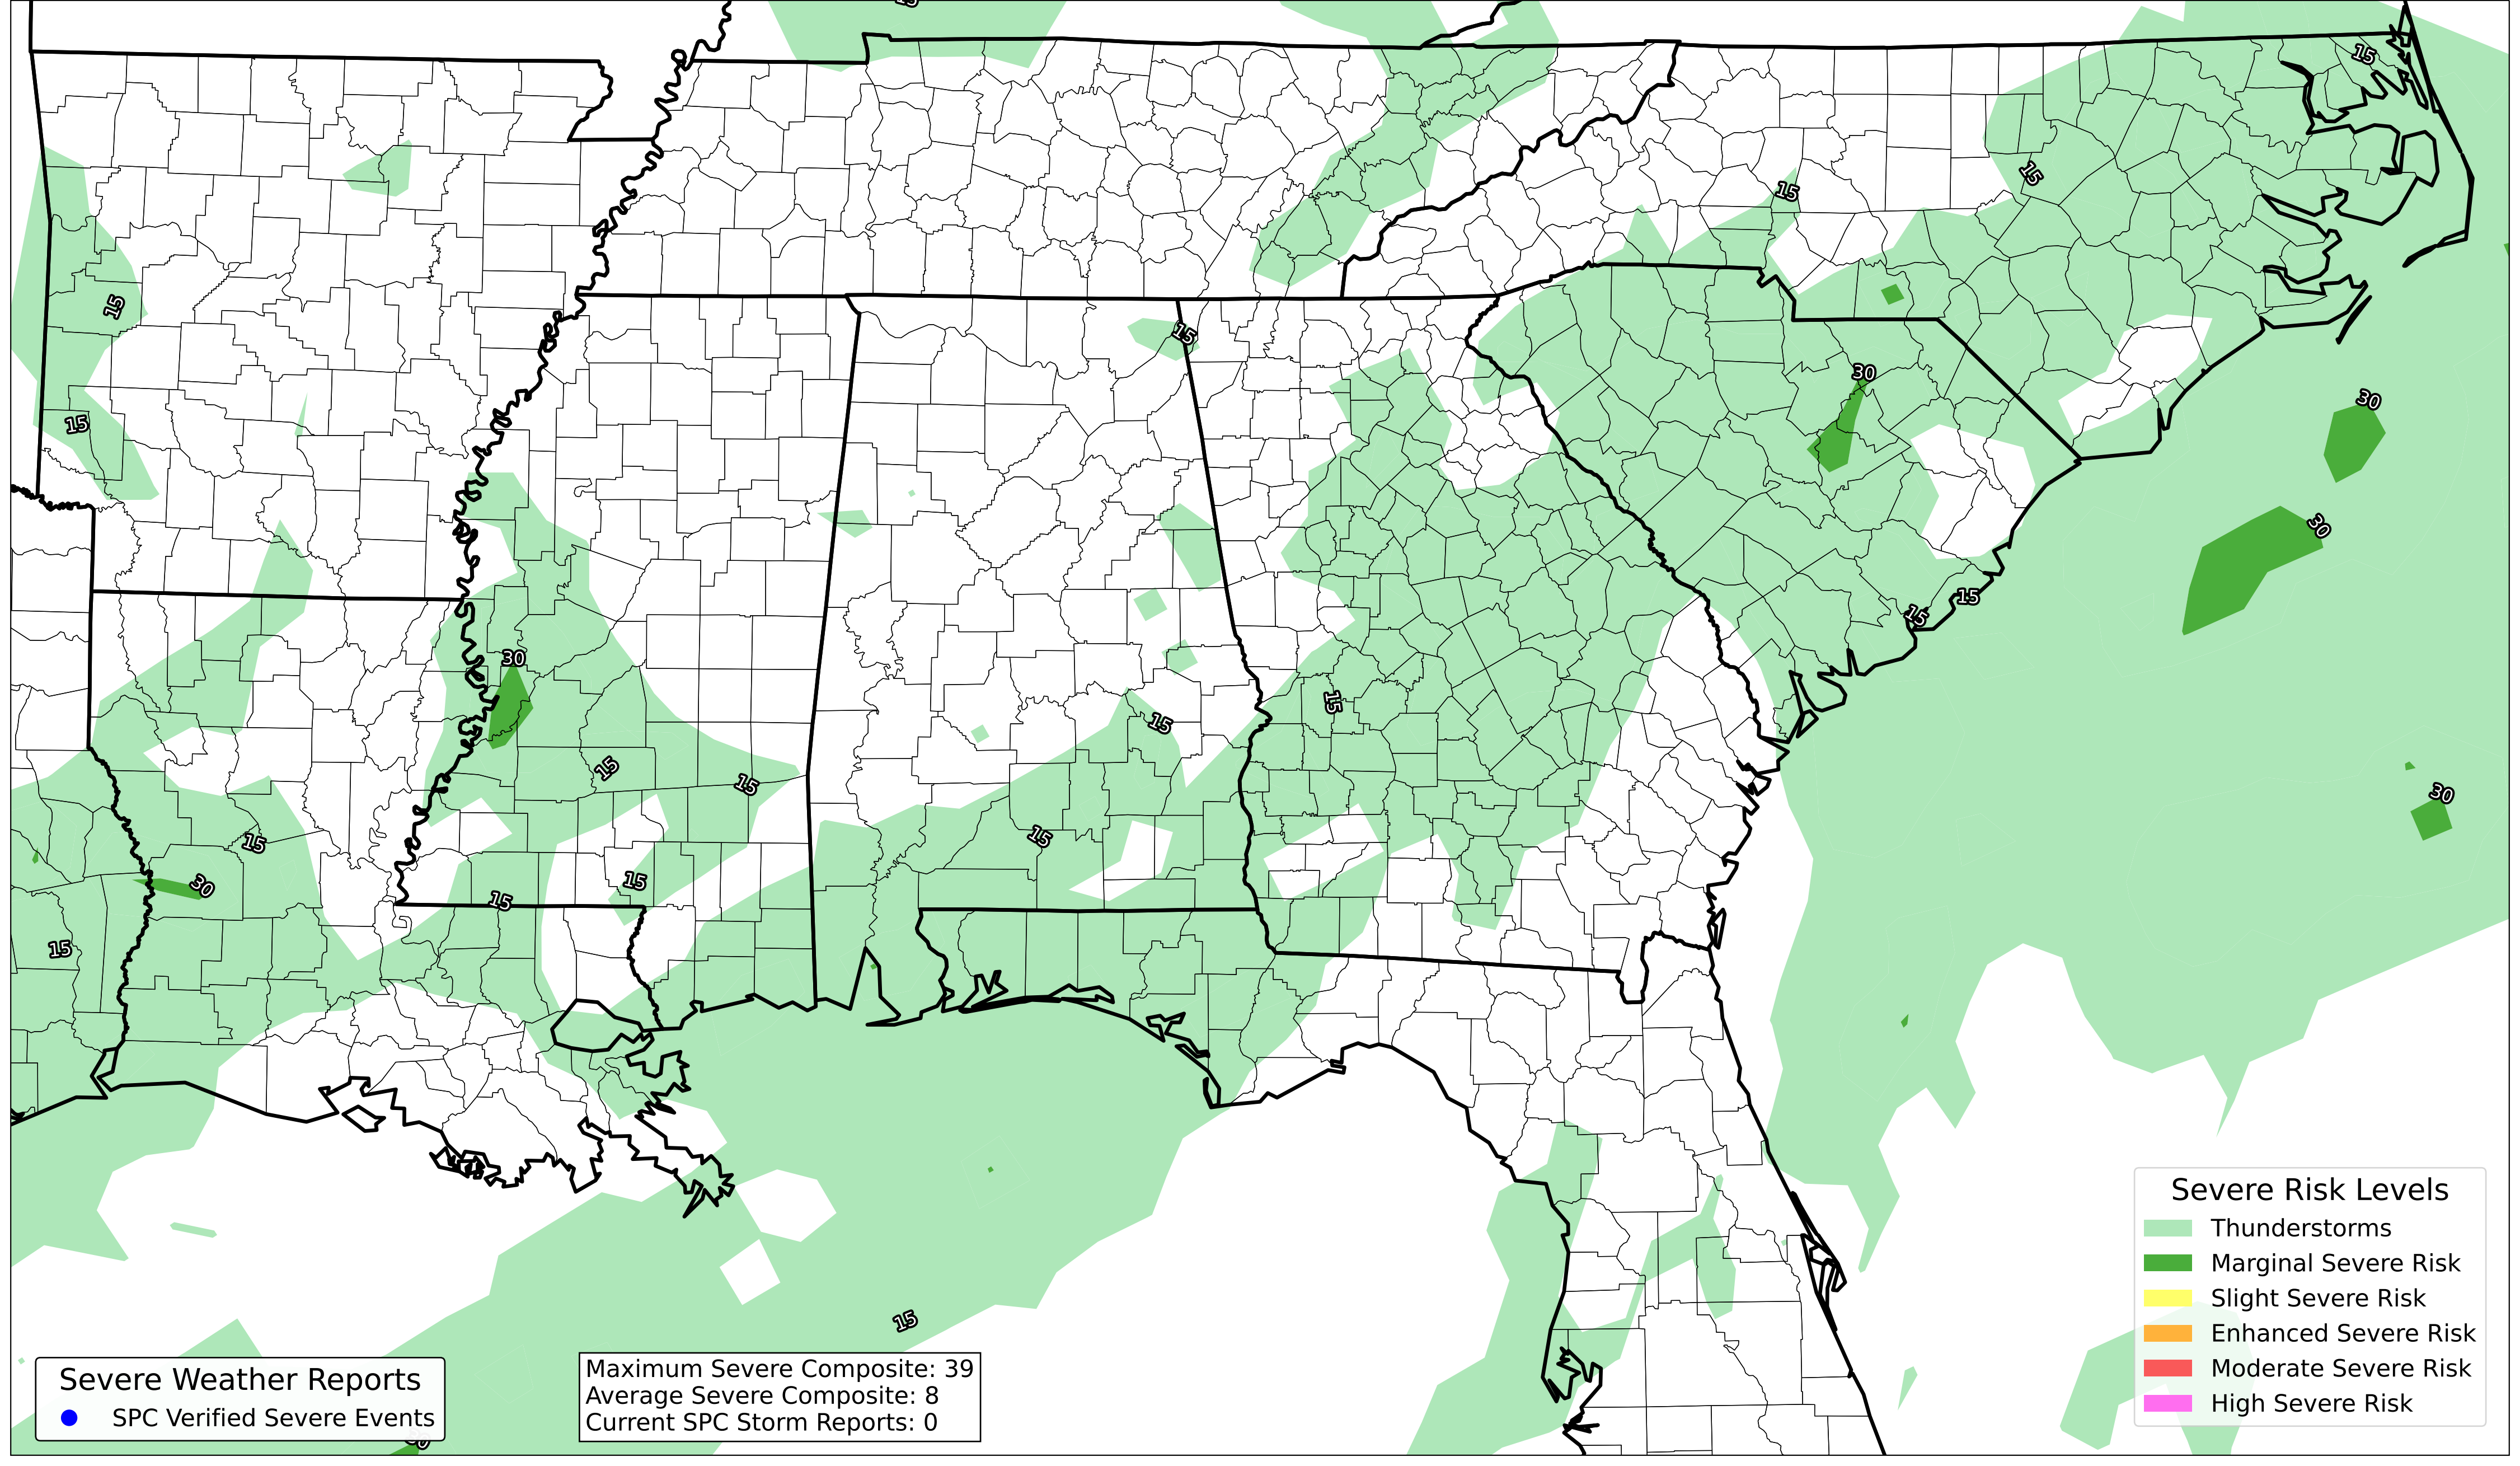 15
15
15
15
15
15
15
30
30
30
15
30
15
15
30
15
15
15
15
30
15
15
30
15
15
15
15
Severe Risk Levels
Thunderstorms
Marginal Severe Risk
Slight Severe Risk
Enhanced Severe Risk
Moderate Severe Risk
High Severe Risk
Severe Weather Reports
SPC Verified Severe Events
Maximum Severe Composite: 39
Average Severe Composite: 8
Current SPC Storm Reports: 0